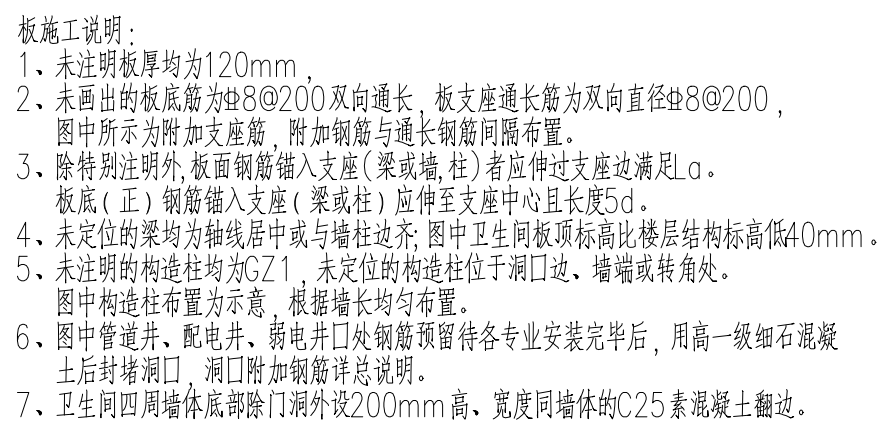 板施工说明：
1、未注明板厚均为120mm，
2、未画出的板底筋为Φ8@200双向通长，板支座通长筋为双向直径Φ8@200，
图中所示为附加支座筋，附加钢筋与通长钢筋间隔布置。
3、除特别注明外,板面钢筋锚入支座(梁或墙,柱)者应伸过支座边满足La。
板底(正)钢筋锚入支座(梁或柱)应伸至支座中心且长度5d。
4、未定位的梁均为轴线居中或与墙柱边齐;图中卫生间板顶标高比楼层结构标高低40mm。
5、未注明的构造柱均为GZ1，未定位的构造柱位于洞口边、墙端或转角处。
图中构造柱布置为示意，根据墙长均匀布置。
6、图中管道井、配电井、弱电井口处钢筋预留待各专业安装完毕后，用高一级细石混凝
土后封堵洞口，洞口附加钢筋详总说明。
7、卫生间四周墙体底部除门洞外设200mm高、宽度同墙体的C25素混凝土翻边。